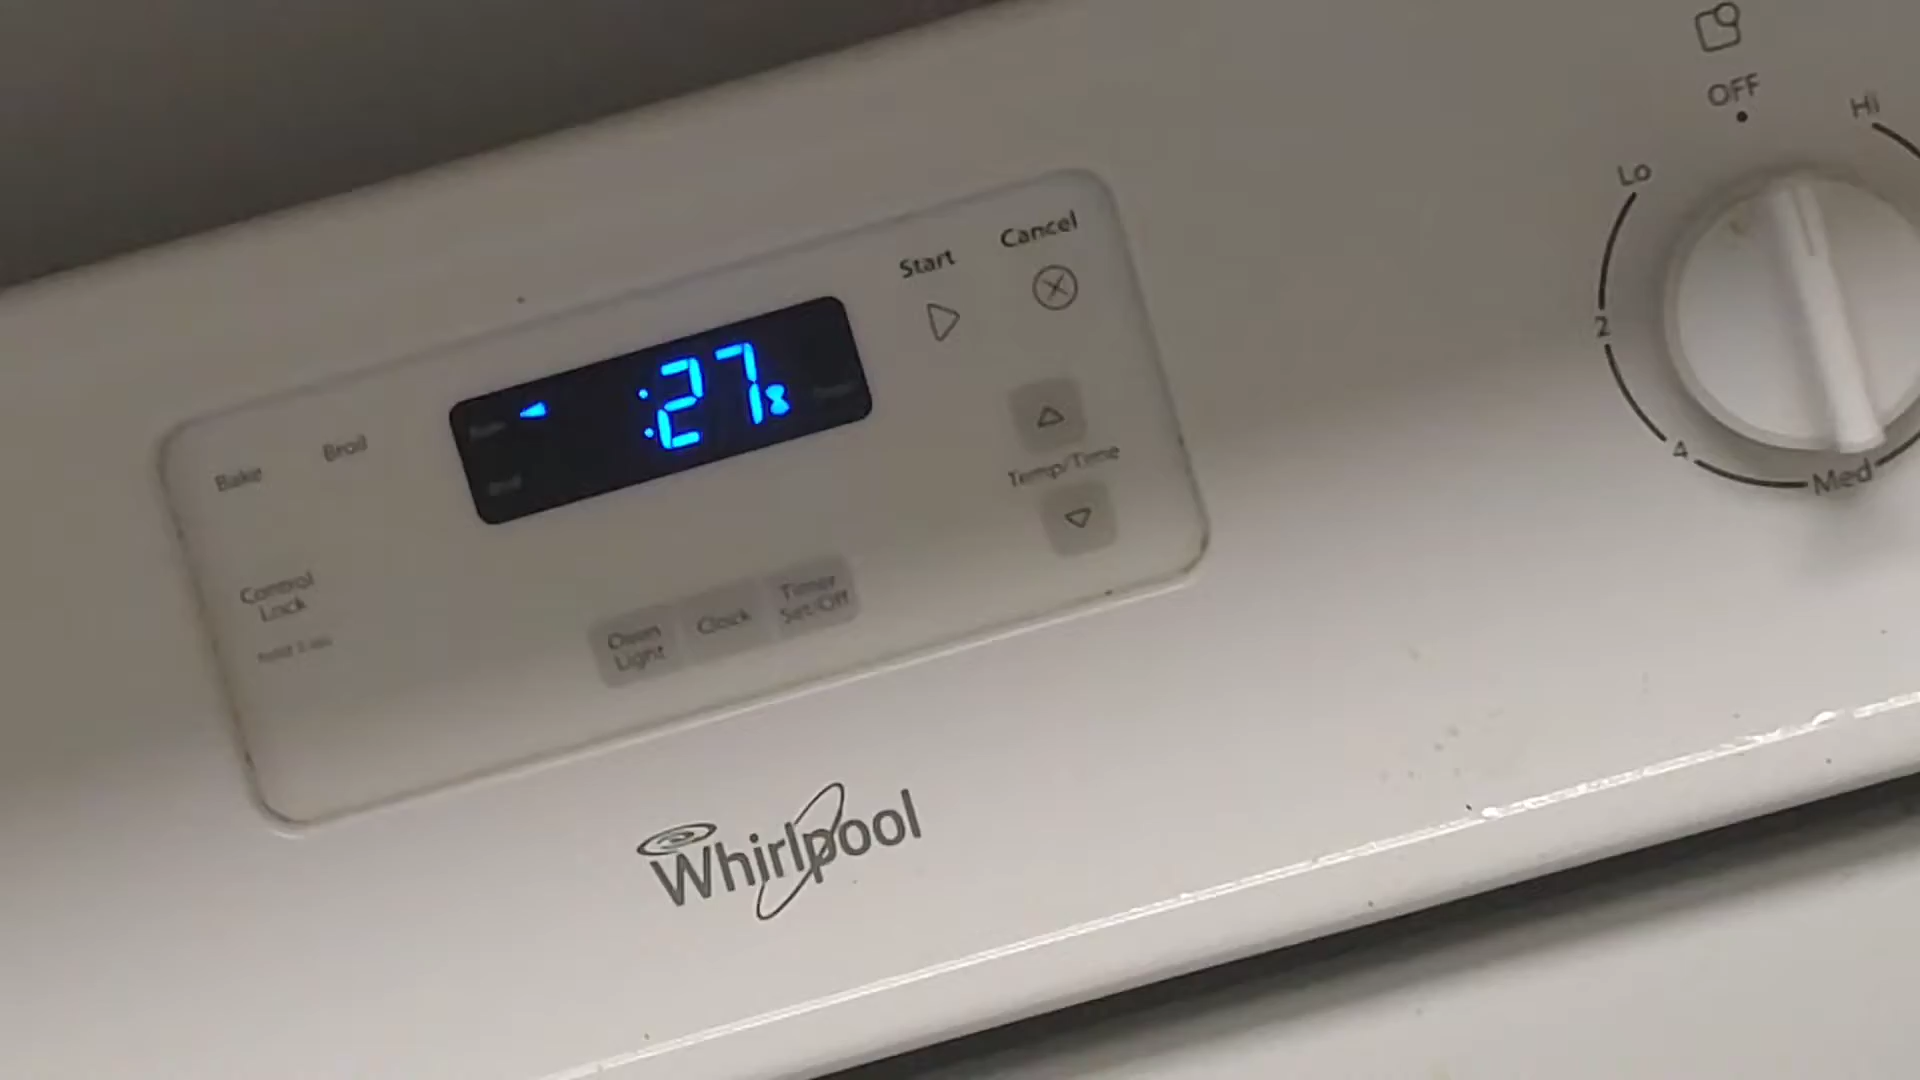 OFF
Hi
Lo
2
4
Med
Start
Cancel
:27
Bake
Broil
Temp/Time
Control
Lock
Oven
Light
Clock
Timer
Set/Off
Whirlpool